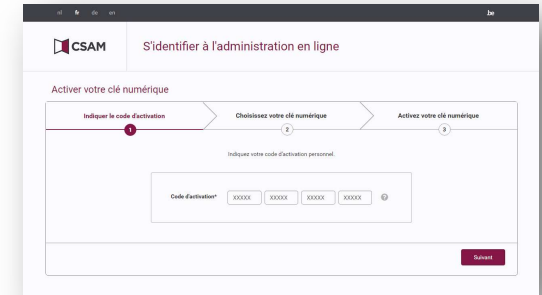 nl fr de en .be
CSAM S'identifier à l'administration en ligne
Activer votre clé numérique
Indiquer le code d'activation Choisissez votre clé numérique Activez votre clé numérique
1 2 3
Indiquez votre code d'activation personnel.
Code d'activation* XXXXX XXXXX XXXXX XXXXX ?
Suivant